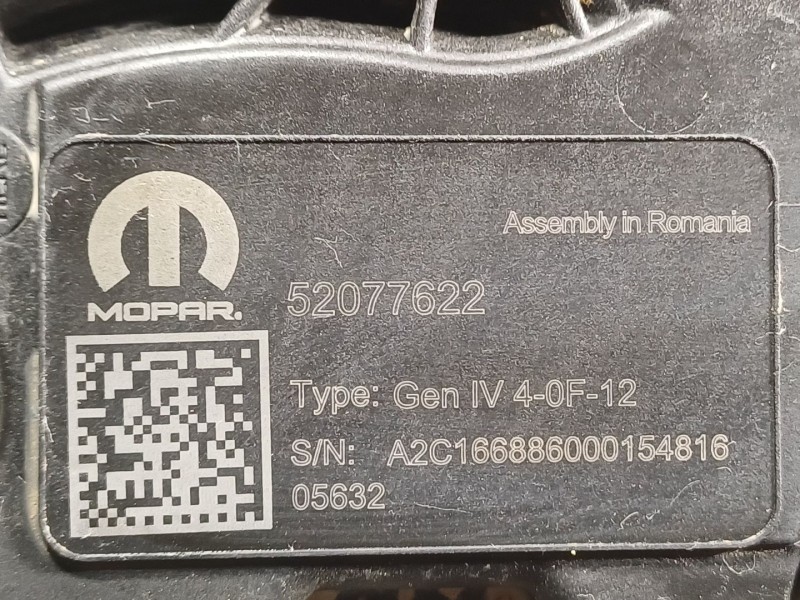 Assembly in Romania
MOPAR.
52077622
Type: Gen IV 4-0F-12
S/N: A2C166886000154816
05632